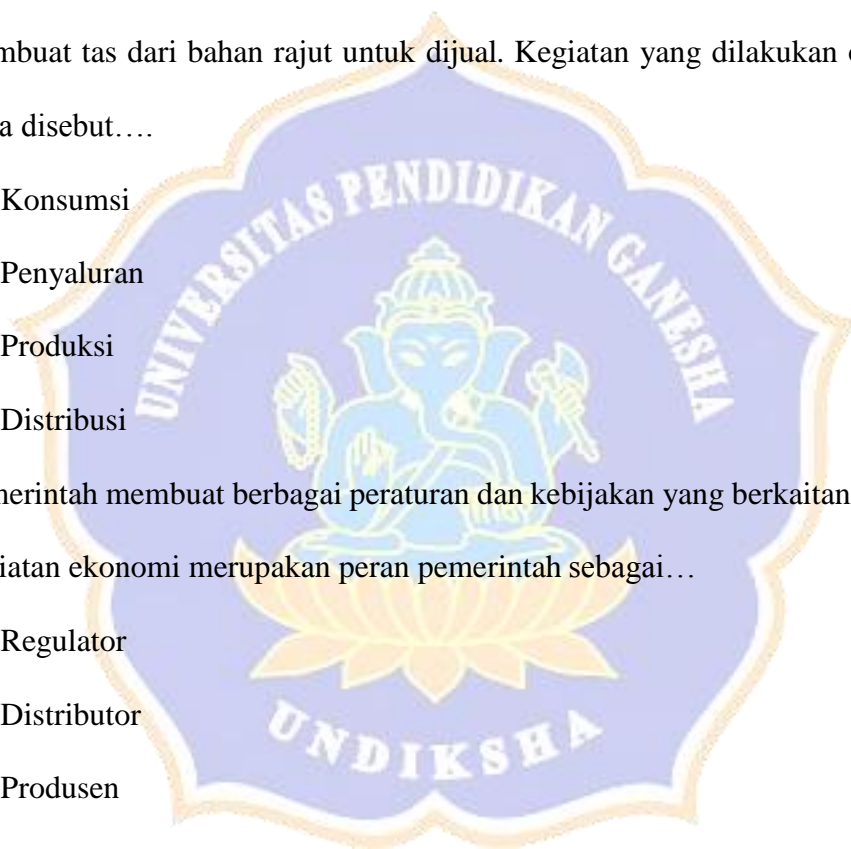 mbuat tas dari bahan rajut untuk dijual. Kegiatan yang dilakukan
a disebut….
Konsumsi
Penyaluran
Produksi
Distribusi
merintah membuat berbagai peraturan dan kebijakan yang berkaitan
iatan ekonomi merupakan peran pemerintah sebagai…
Regulator
Distributor
Produsen
UNIVERSITAS PENDIDIKAN GANESHA
UNDIKSHA